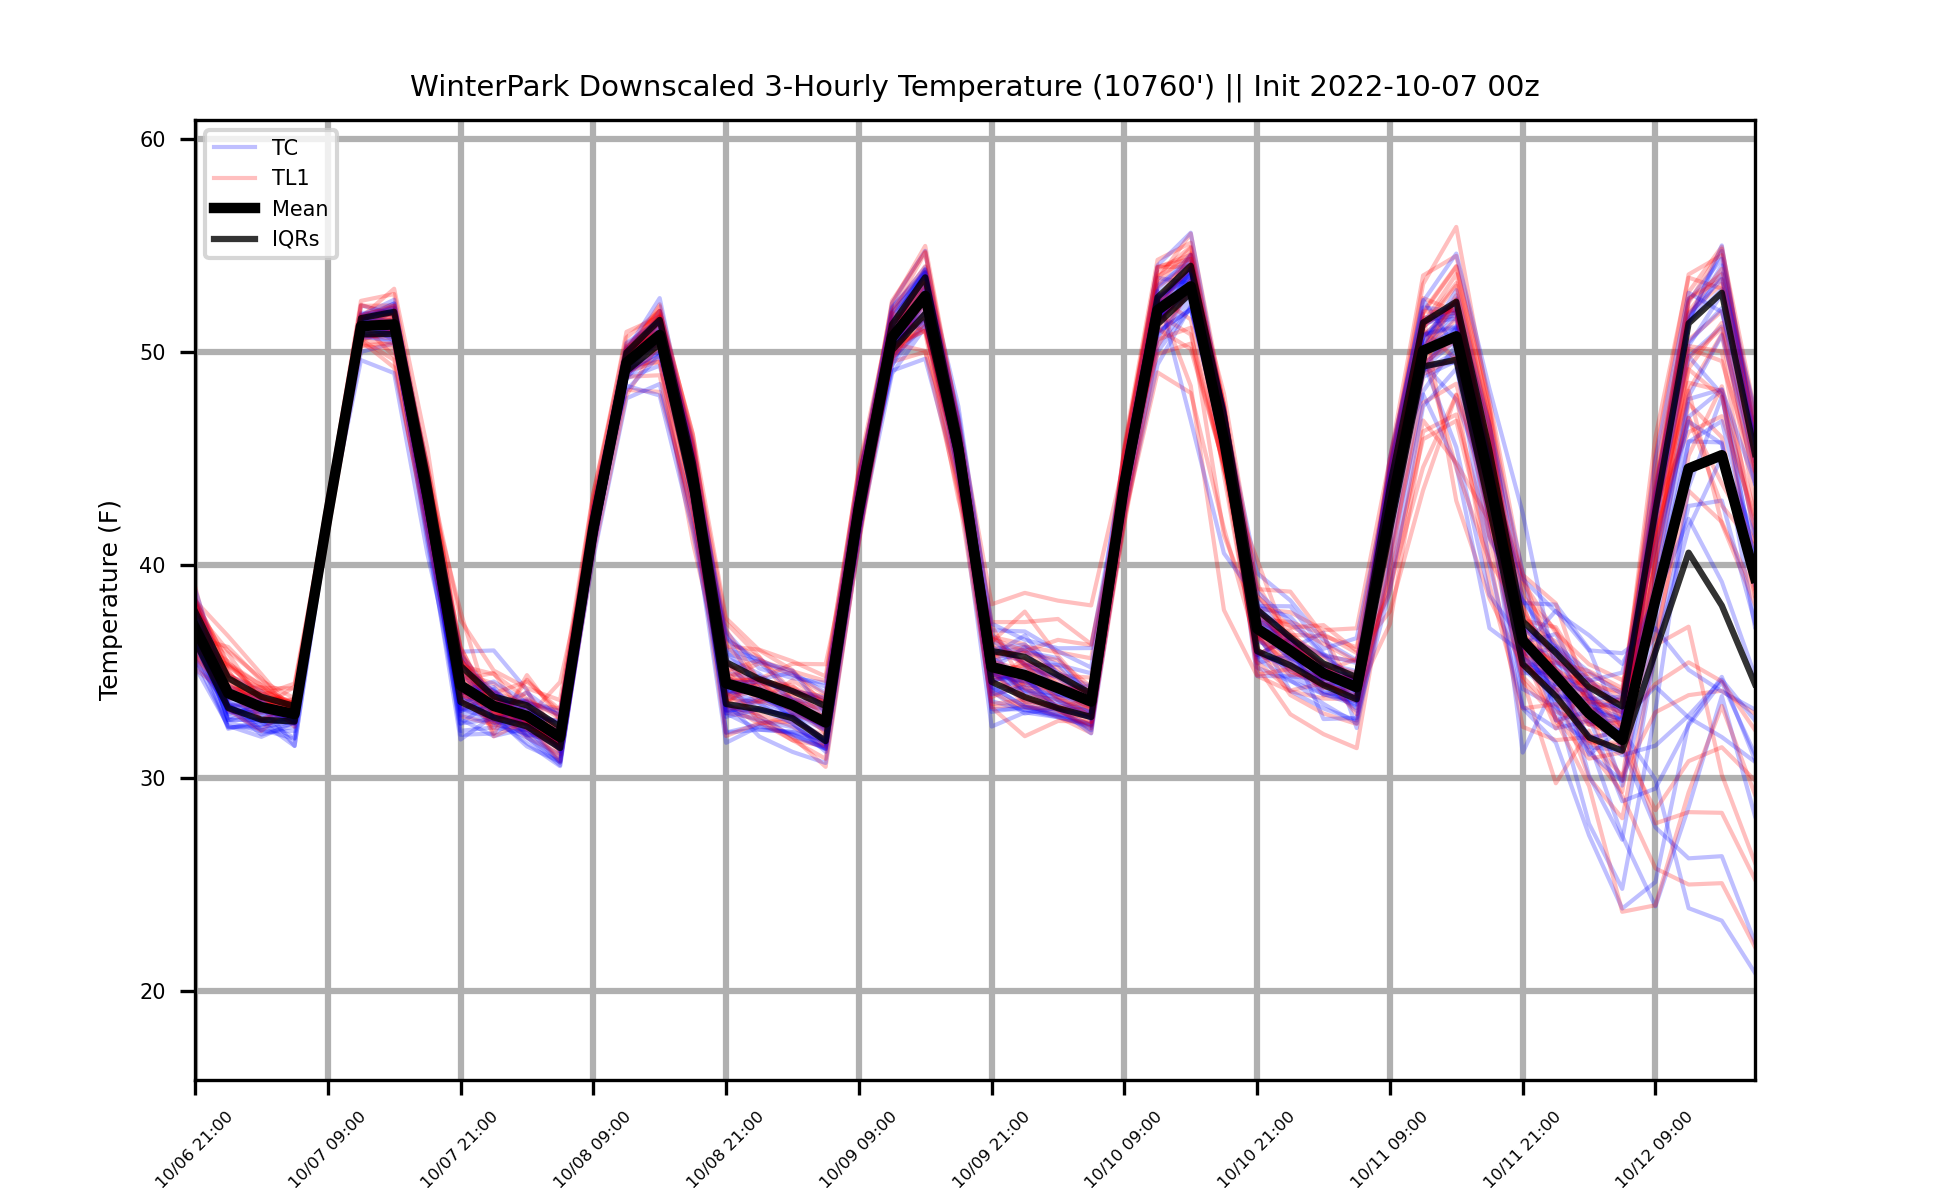 WinterPark Downscaled 3-Hourly Temperature (10760') || Init 2022-10-07 00z
TC
TL1
Mean
IQRs
Temperature (F)
60
50
40
30
20
10/06 21:00
10/07 09:00
10/07 21:00
10/08 09:00
10/08 21:00
10/09 09:00
10/09 21:00
10/10 09:00
10/10 21:00
10/11 09:00
10/11 21:00
10/12 09:00